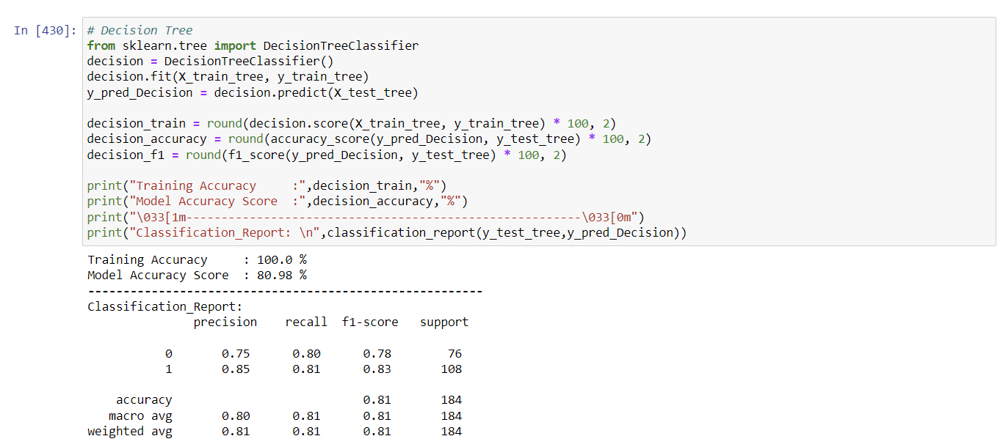 In [430]: # Decision Tree
from sklearn.tree import DecisionTreeClassifier
decision = DecisionTreeClassifier()
decision.fit(X_train_tree, y_train_tree)
y_pred_Decision = decision.predict(X_test_tree)

decision_train = round(decision.score(X_train_tree, y_train_tree) * 100, 2)
decision_accuracy = round(accuracy_score(y_pred_Decision, y_test_tree) * 100, 2)
decision_f1 = round(f1_score(y_pred_Decision, y_test_tree) * 100, 2)

print("Training Accuracy     :",decision_train,"%")
print("Model Accuracy Score  :",decision_accuracy,"%")
print("\033[1m--------------------------------------------------------\033[0m")
print("Classification_Report: \n",classification_report(y_test_tree,y_pred_Decision))

Training Accuracy     : 100.0 %
Model Accuracy Score  : 80.98 %
--------------------------------------------------------
Classification_Report:
               precision    recall  f1-score   support

           0       0.75      0.80      0.78        76
           1       0.85      0.81      0.83       108

    accuracy                           0.81       184
   macro avg       0.80      0.81      0.81       184
weighted avg       0.81      0.81      0.81       184